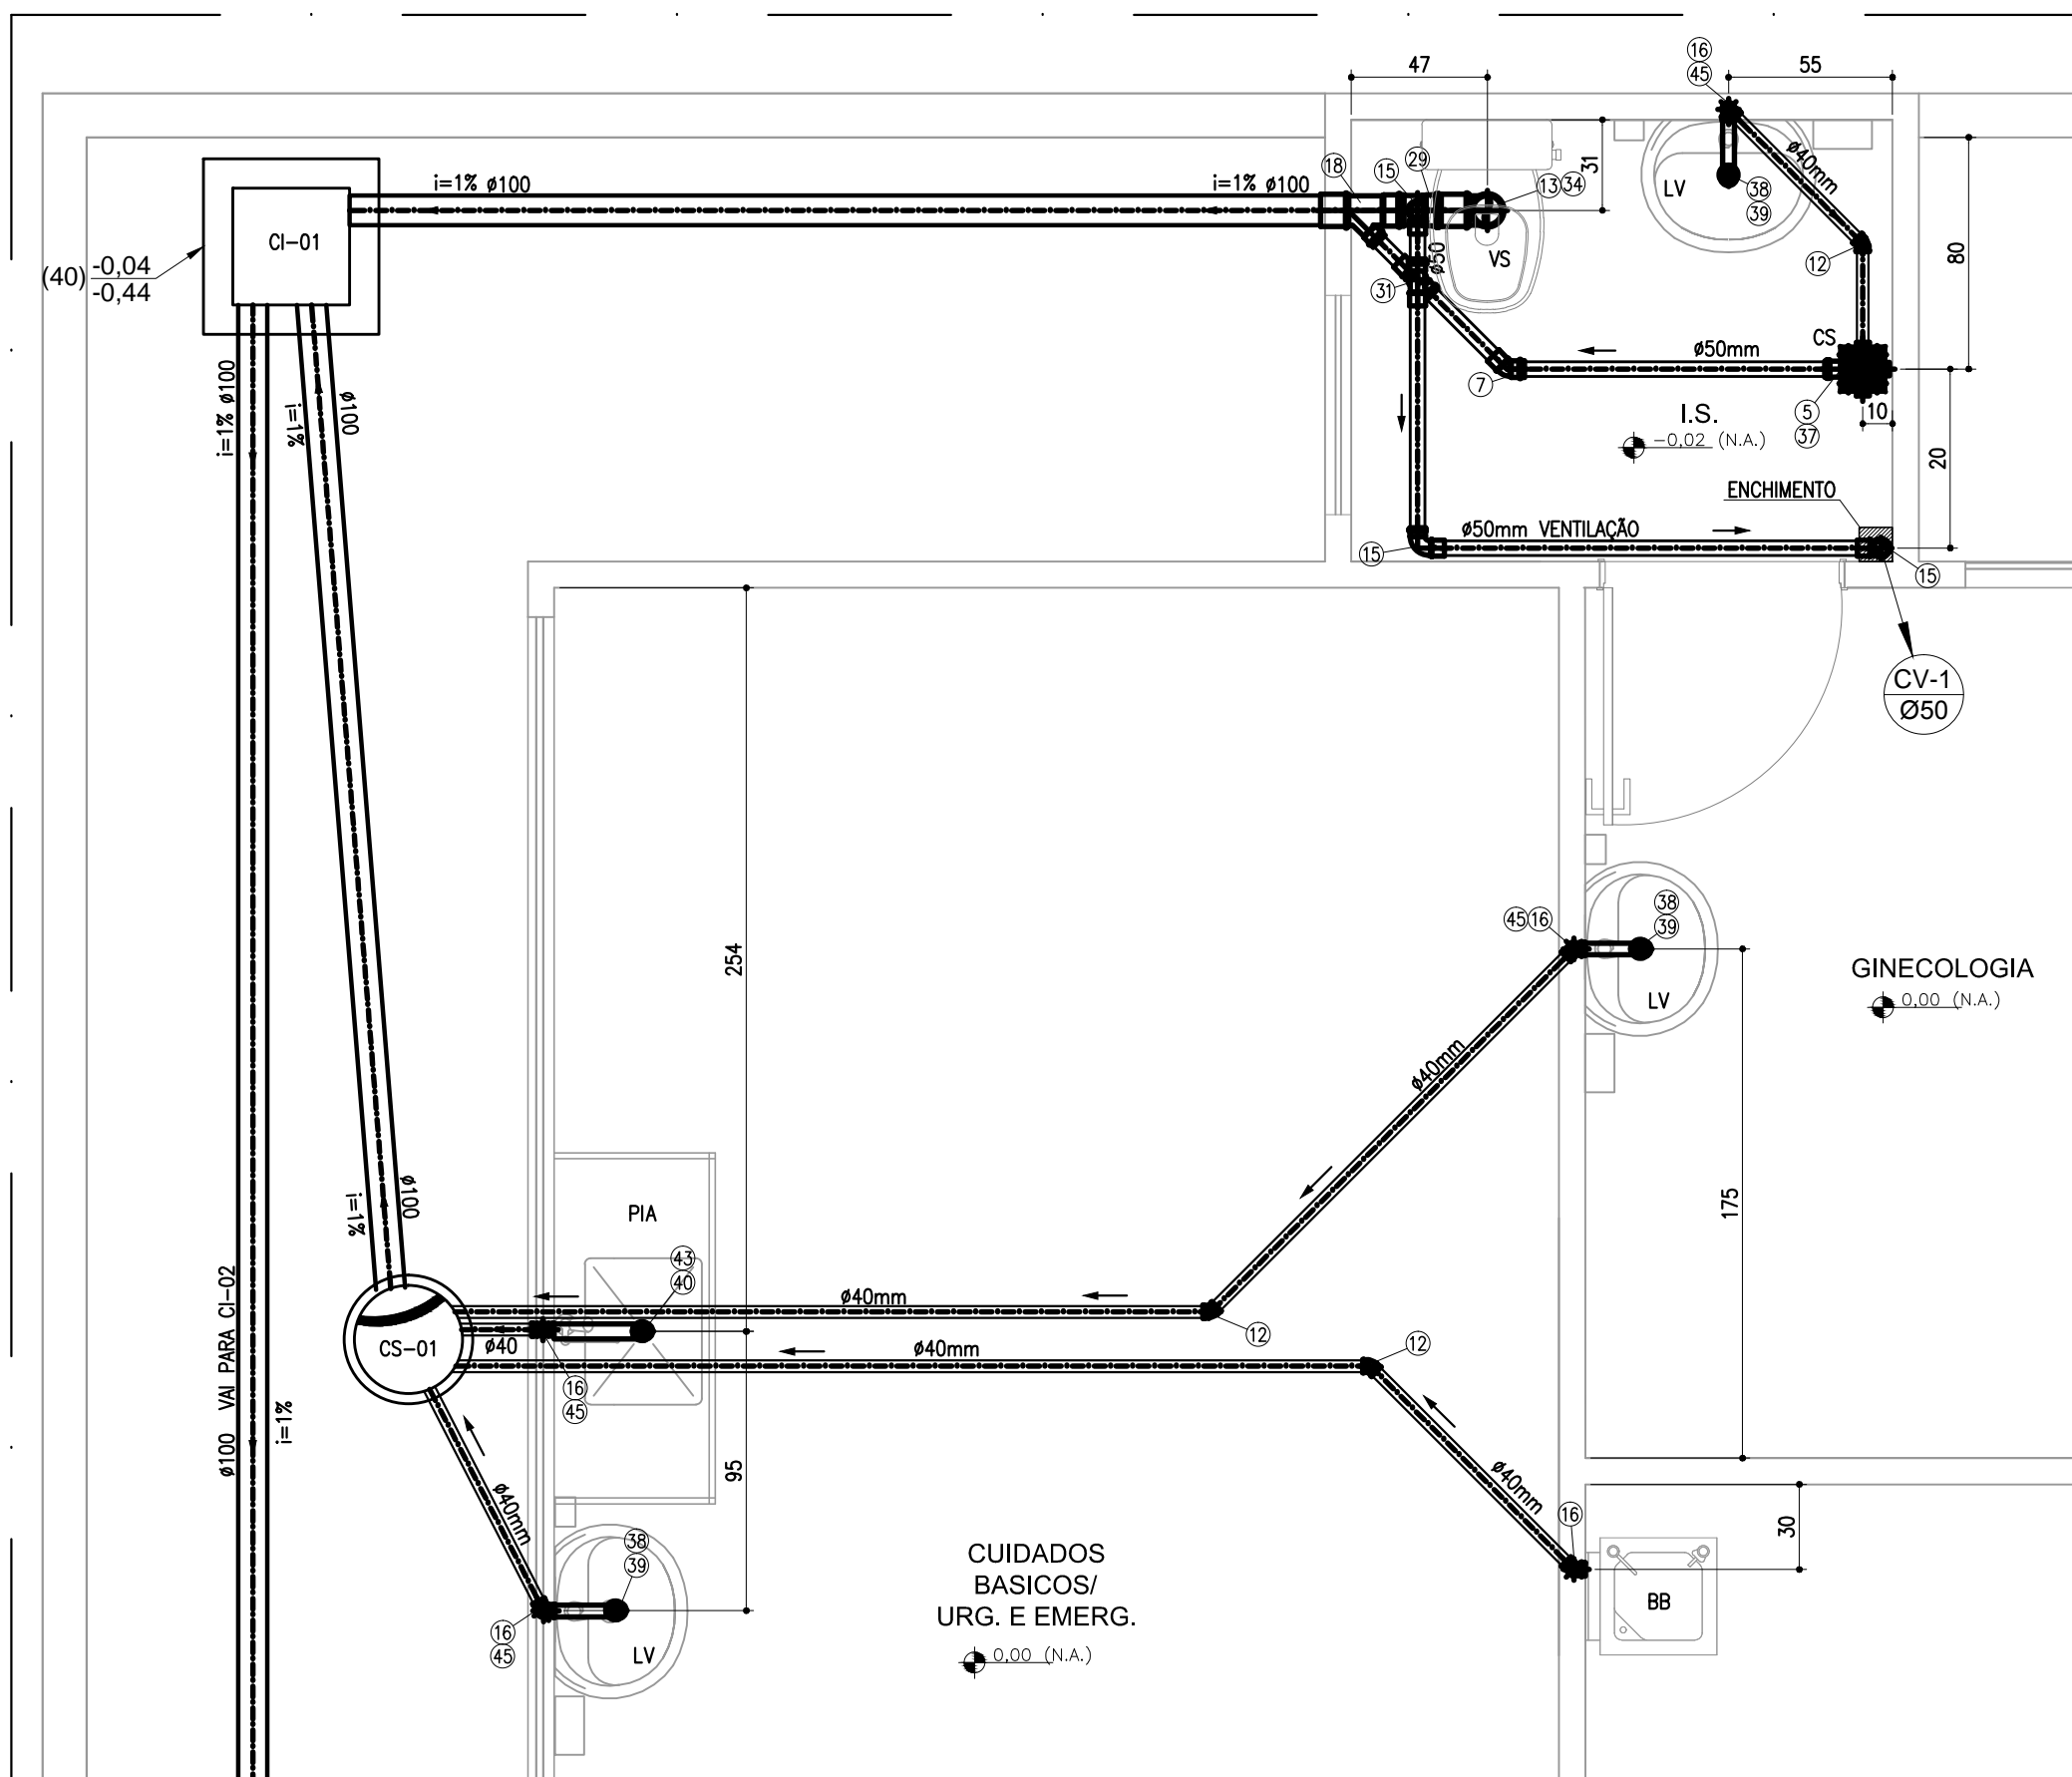 16
45
47
55
31
18
15
29
13
34
i=1% ø100
i=1% ø100
LV
38
39
ø40mm
12
80
CI-01
(40)
-0,04
-0,44
ø50
VS
31
CS
ø50mm
7
5
37
10
I.S.
-0,02 (N.A.)
20
i=1% ø100
i=1%
ø100
ENCHIMENTO
ø50mm VENTILAÇÃO
15
15
CV-1
Ø50
254
45
16
38
39
LV
GINECOLOGIA
0,00 (N.A.)
ø40mm
175
i=1%
ø100
PIA
43
40
ø40mm
12
ø40
CS-01
ø40mm
12
16
45
ø100 VAI PARA CI-02
i=1%
95
ø40mm
ø40mm
16
30
38
39
CUIDADOS
BASICOS/
URG. E EMERG.
0,00 (N.A.)
BB
16
45
LV